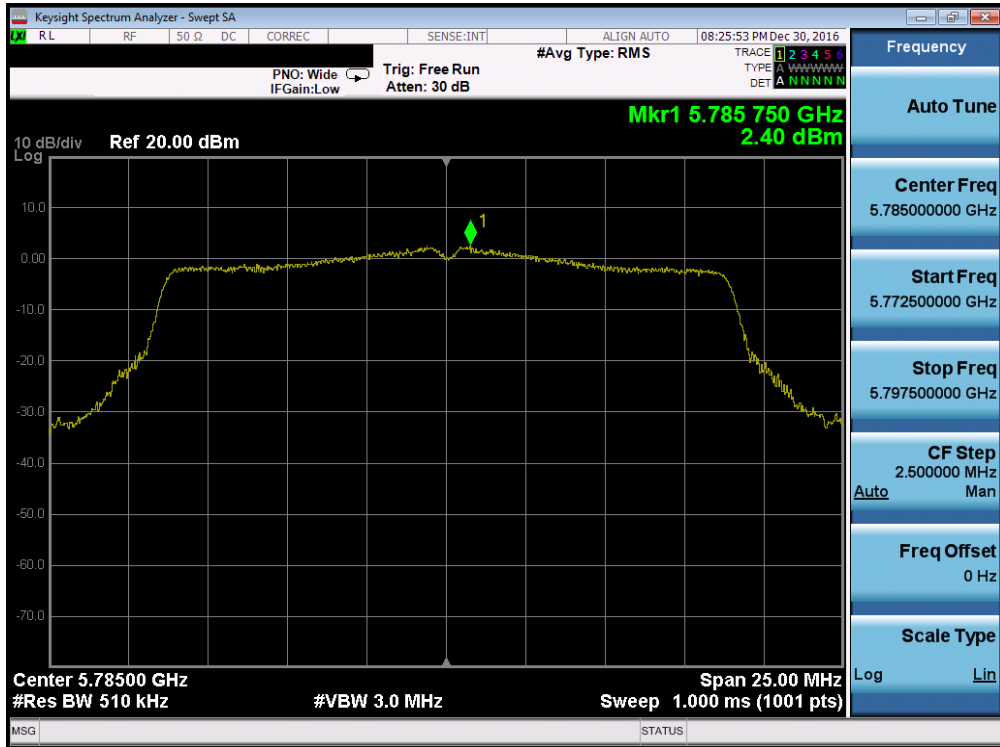 Keysight Spectrum Analyzer - Swept SA
LXI RL RF 50 Ω DC CORREC SENSE:INT ALIGN AUTO 08:25:53 PM Dec 30, 2016
#Avg Type: RMS TRACE 1 2 3 4 5 6
PNO: Wide Trig: Free Run TYPE A WWWWW
IFGain:Low Atten: 30 dB DET A N N N N N
Mkr1 5.785 750 GHz
2.40 dBm
10 dB/div Ref 20.00 dBm
Log
10.0
1
0.00
-10.0
-20.0
-30.0
-40.0
-50.0
-60.0
-70.0
Center 5.78500 GHz Span 25.00 MHz
#Res BW 510 kHz #VBW 3.0 MHz Sweep 1.000 ms (1001 pts)
MSG STATUS
Frequency
Auto Tune
Center Freq
5.785000000 GHz
Start Freq
5.772500000 GHz
Stop Freq
5.797500000 GHz
CF Step
2.500000 MHz
Auto Man
Freq Offset
0 Hz
Scale Type
Log Lin